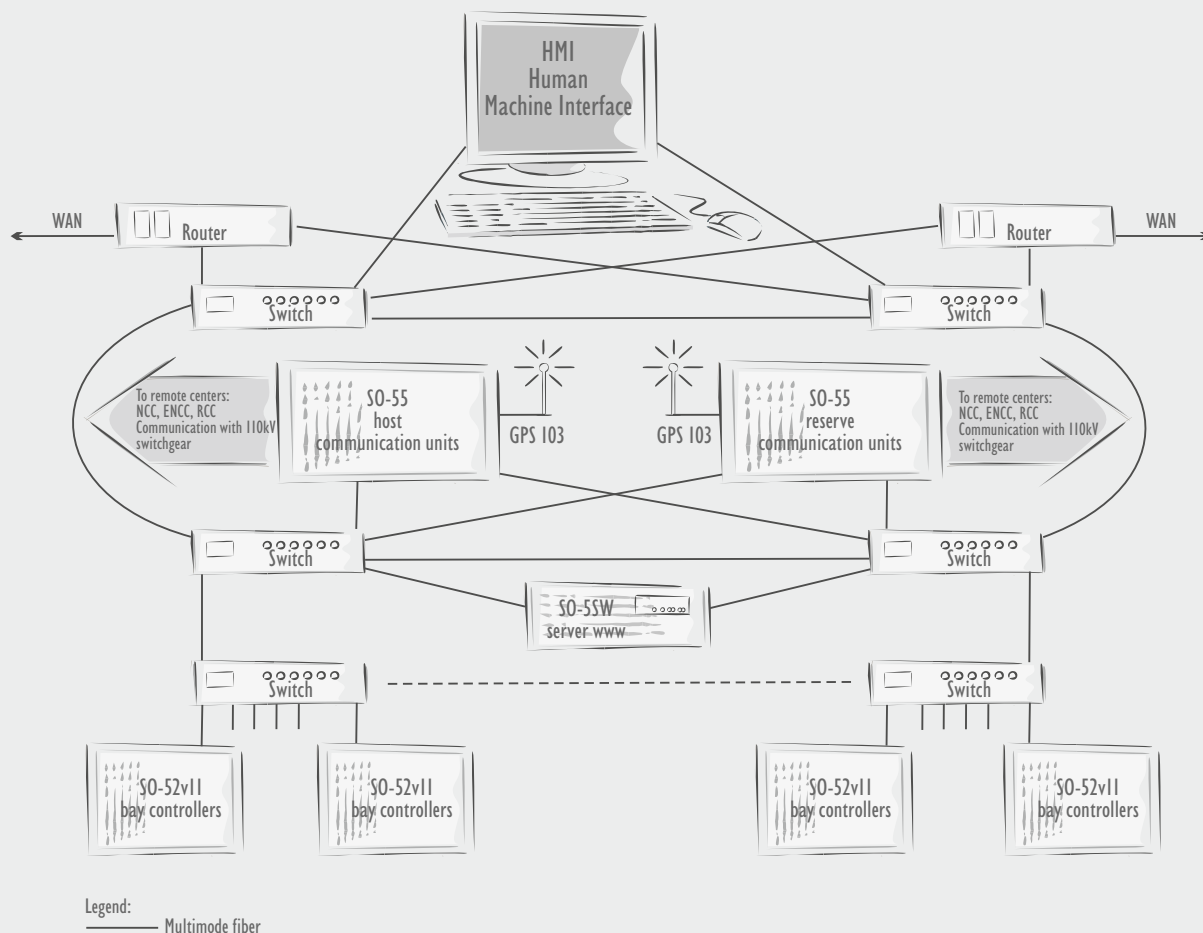 HMI
Human
Machine Interface
WAN
Router
Router
WAN
Switch
Switch
To remote centers:
NCC, ENCC, RCC
Communication with 110kV
switchgear
SO-55
host
communication units
GPS 103
GPS 103
SO-55
reserve
communication units
To remote centers:
NCC, ENCC, RCC
Communication with 110kV
switchgear
Switch
Switch
SO-5SW
server www
Switch
Switch
SO-52v11
bay controllers
SO-52v11
bay controllers
SO-52v11
bay controllers
SO-52v11
bay controllers
Legend:
Multimode fiber